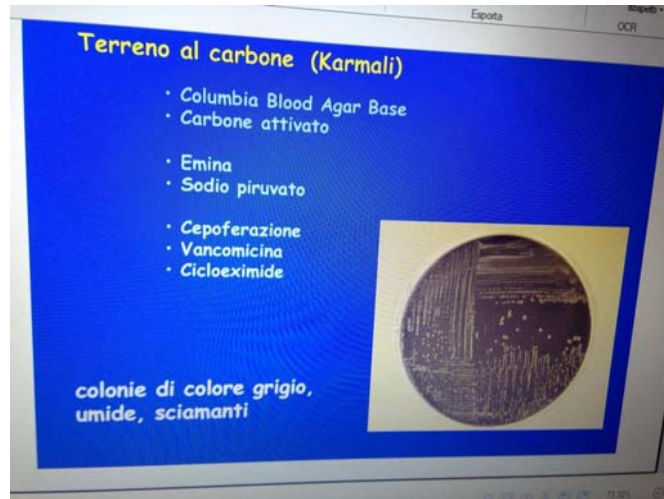 Esporta
OCR
Terreno al carbone (Karmali)
· Columbia Blood Agar Base
· Carbone attivato
· Emina
· Sodio piruvato
· Cepoferazione
· Vancomicina
· Cicloeximide
colonie di colore grigio,
umide, sciamanti